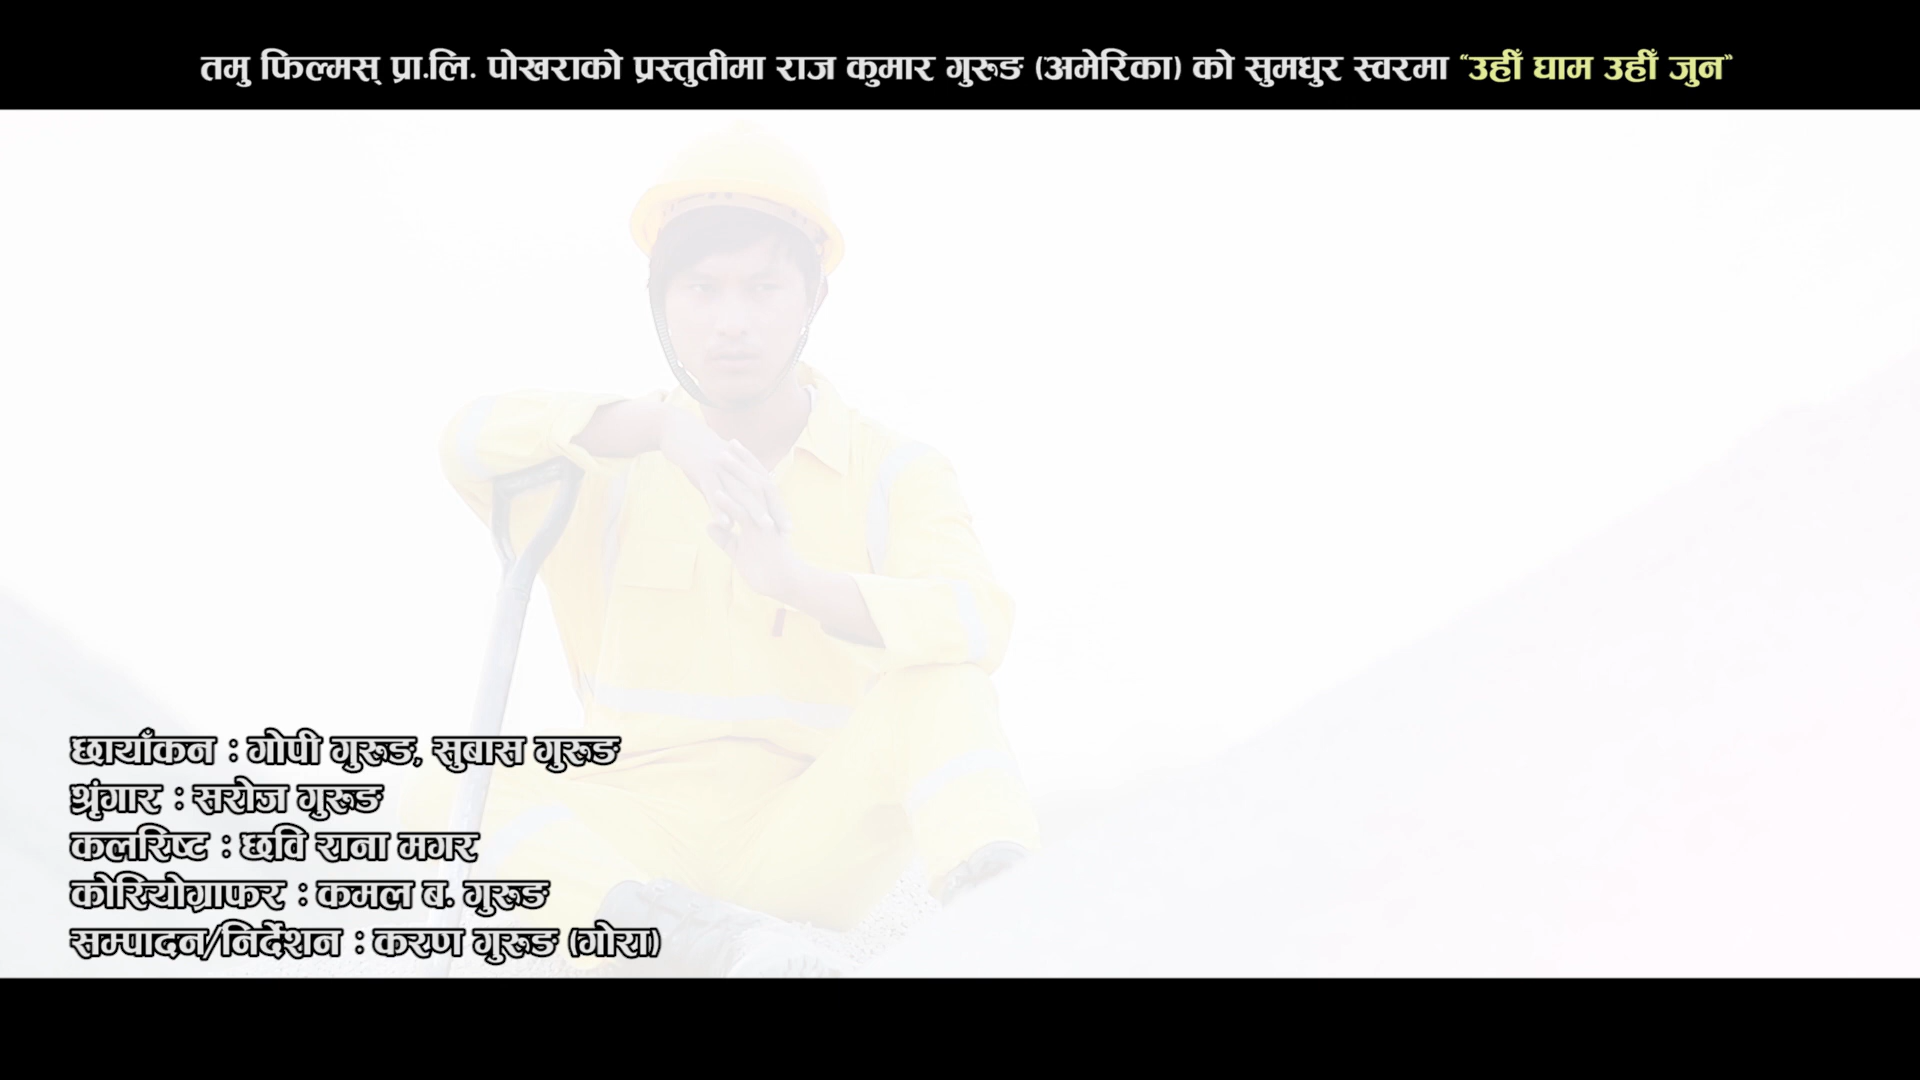 तमु फिल्मस् प्रा.लि. पोखराको प्रस्तुतीमा राज कुमार गुरुङ (अमेरिका) को सुमधुर स्वरमा "उहीँ घाम उहीँ जुन"
छायाँकन : गोपी गुरुङ, सुबास गुरुङ
श्रृंगार : सरोज गुरुङ
कलरिष्ट : छवि राना मगर
कोरियोग्राफर : कमल ब. गुरुङ
सम्पादन/निर्देशन : करण गुरुङ (गोरा)